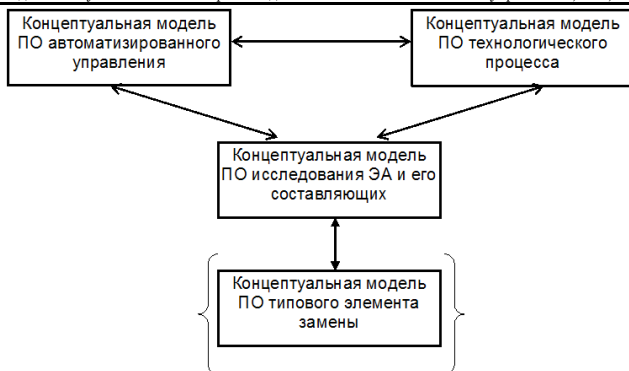 Концептуальная модель
ПО автоматизированного
управления
Концептуальная модель
ПО технологического
процесса
Концептуальная модель
ПО исследования ЭА и его
составляющих
Концептуальная модель
ПО типового элемента
замены